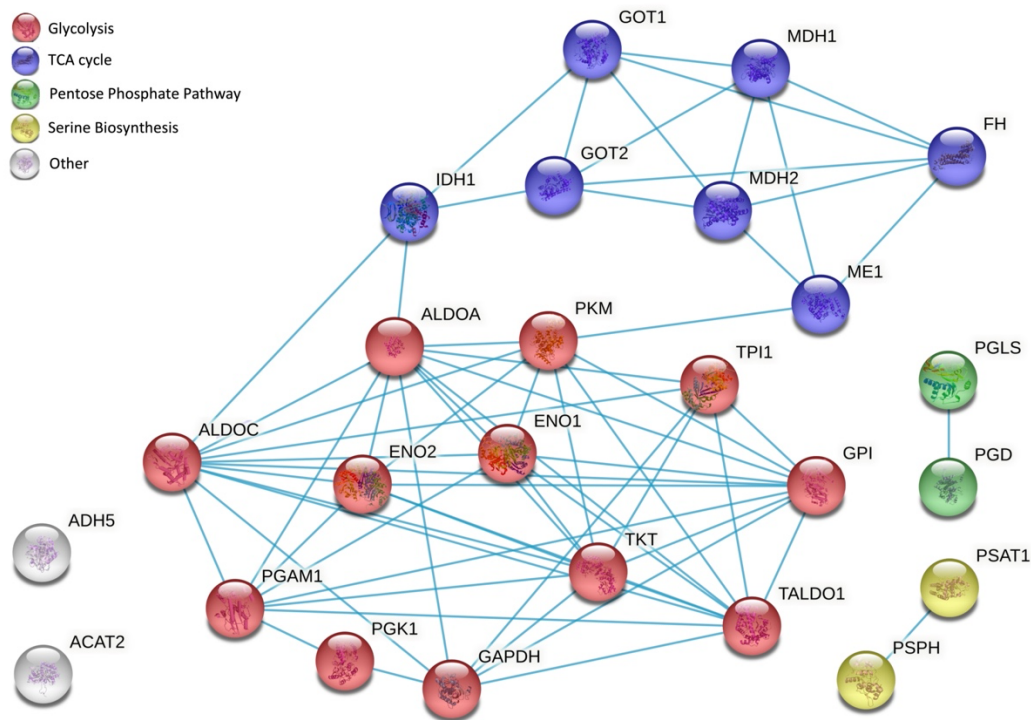 Glycolysis
TCA cycle
Pentose Phosphate Pathway
Serine Biosynthesis
Other
GOT1
MDH1
FH
GOT2
MDH2
IDH1
ME1
ALDOA
PKM
TPI1
PGLS
ALDOC
ENO2
ENO1
GPI
PGD
ADH5
PGAM1
TKT
TALDO1
PSAT1
ACAT2
PGK1
GAPDH
PSPH